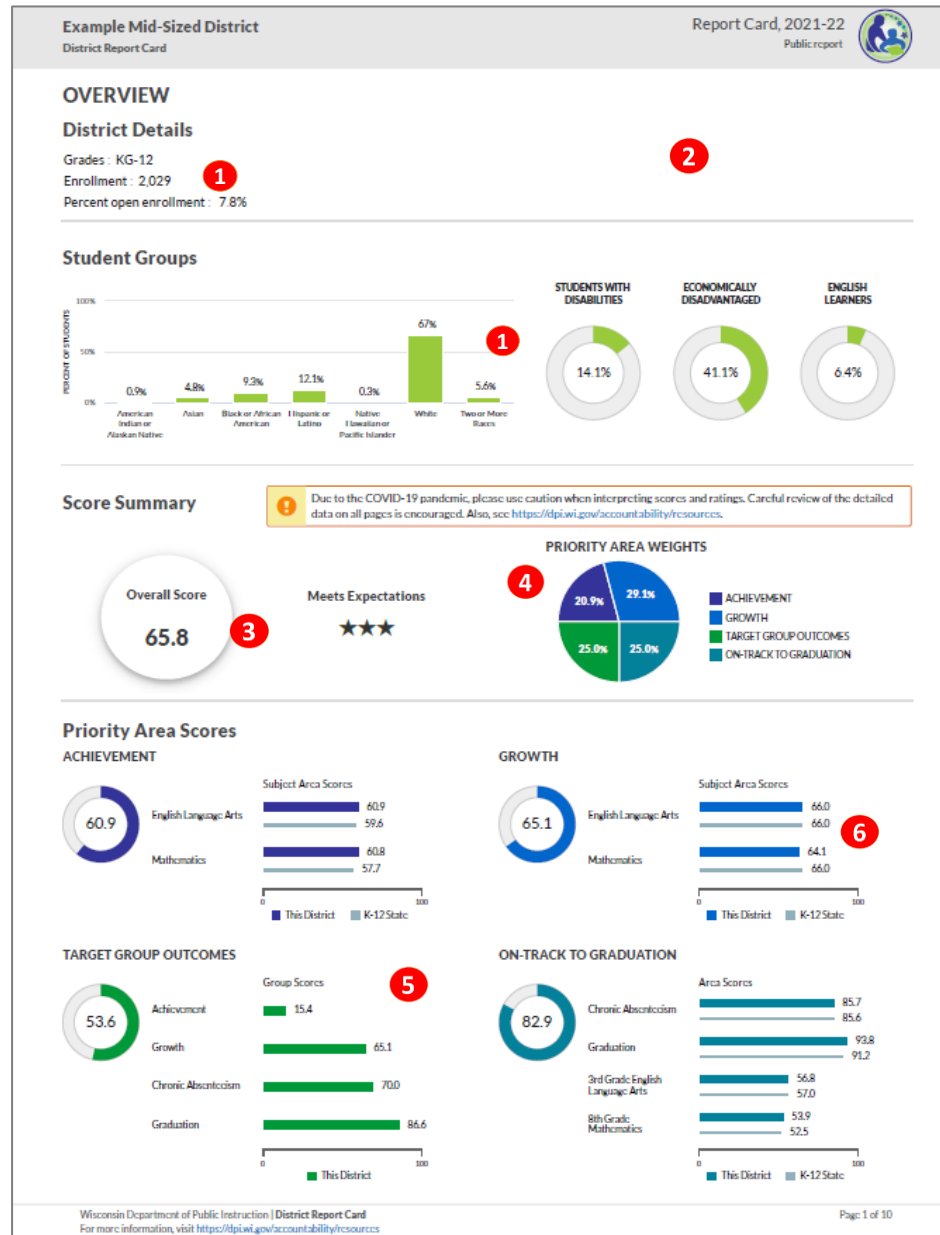 Example Mid-Sized District
District Report Card
Report Card, 2021-22
Public report
OVERVIEW
District Details
Grades : KG-12
Enrollment : 2,029
Percent open enrollment : 7.8%
1
2
Student Groups
PERCENT OF STUDENTS
100%
50%
0%
0.9%
4.8%
9.3%
12.1%
0.3%
67%
5.6%
American Indian or Alaskan Native
Asian
Black or African American
Hispanic or Latino
Native Hawaiian or Pacific Islander
White
Two or More Races
1
STUDENTS WITH DISABILITIES
14.1%
ECONOMICALLY DISADVANTAGED
41.1%
ENGLISH LEARNERS
6.4%
Score Summary
Due to the COVID-19 pandemic, please use caution when interpreting scores and ratings. Careful review of the detailed
data on all pages is encouraged. Also, see https://dpi.wi.gov/accountability/resources.
Overall Score
65.8
3
Meets Expectations
★★★
PRIORITY AREA WEIGHTS
4
20.9%
29.1%
25.0%
25.0%
ACHIEVEMENT
GROWTH
TARGET GROUP OUTCOMES
ON-TRACK TO GRADUATION
Priority Area Scores
ACHIEVEMENT
60.9
Subject Area Scores
English Language Arts
60.9
59.6
Mathematics
60.8
57.7
0
100
This District
K-12 State
GROWTH
65.1
Subject Area Scores
English Language Arts
66.0
66.0
6
Mathematics
64.1
66.0
0
100
This District
K-12 State
TARGET GROUP OUTCOMES
53.6
Group Scores
5
Achievement
15.4
Growth
65.1
Chronic Absenteeism
70.0
Graduation
86.6
0
100
This District
ON-TRACK TO GRADUATION
82.9
Area Scores
Chronic Absenteeism
85.7
85.6
Graduation
93.8
91.2
3rd Grade English
Language Arts
56.8
57.0
8th Grade
Mathematics
53.9
52.5
0
100
This District
K-12 State
Wisconsin Department of Public Instruction | District Report Card
For more information, visit https://dpi.wi.gov/accountability/resources
Page 1 of 10